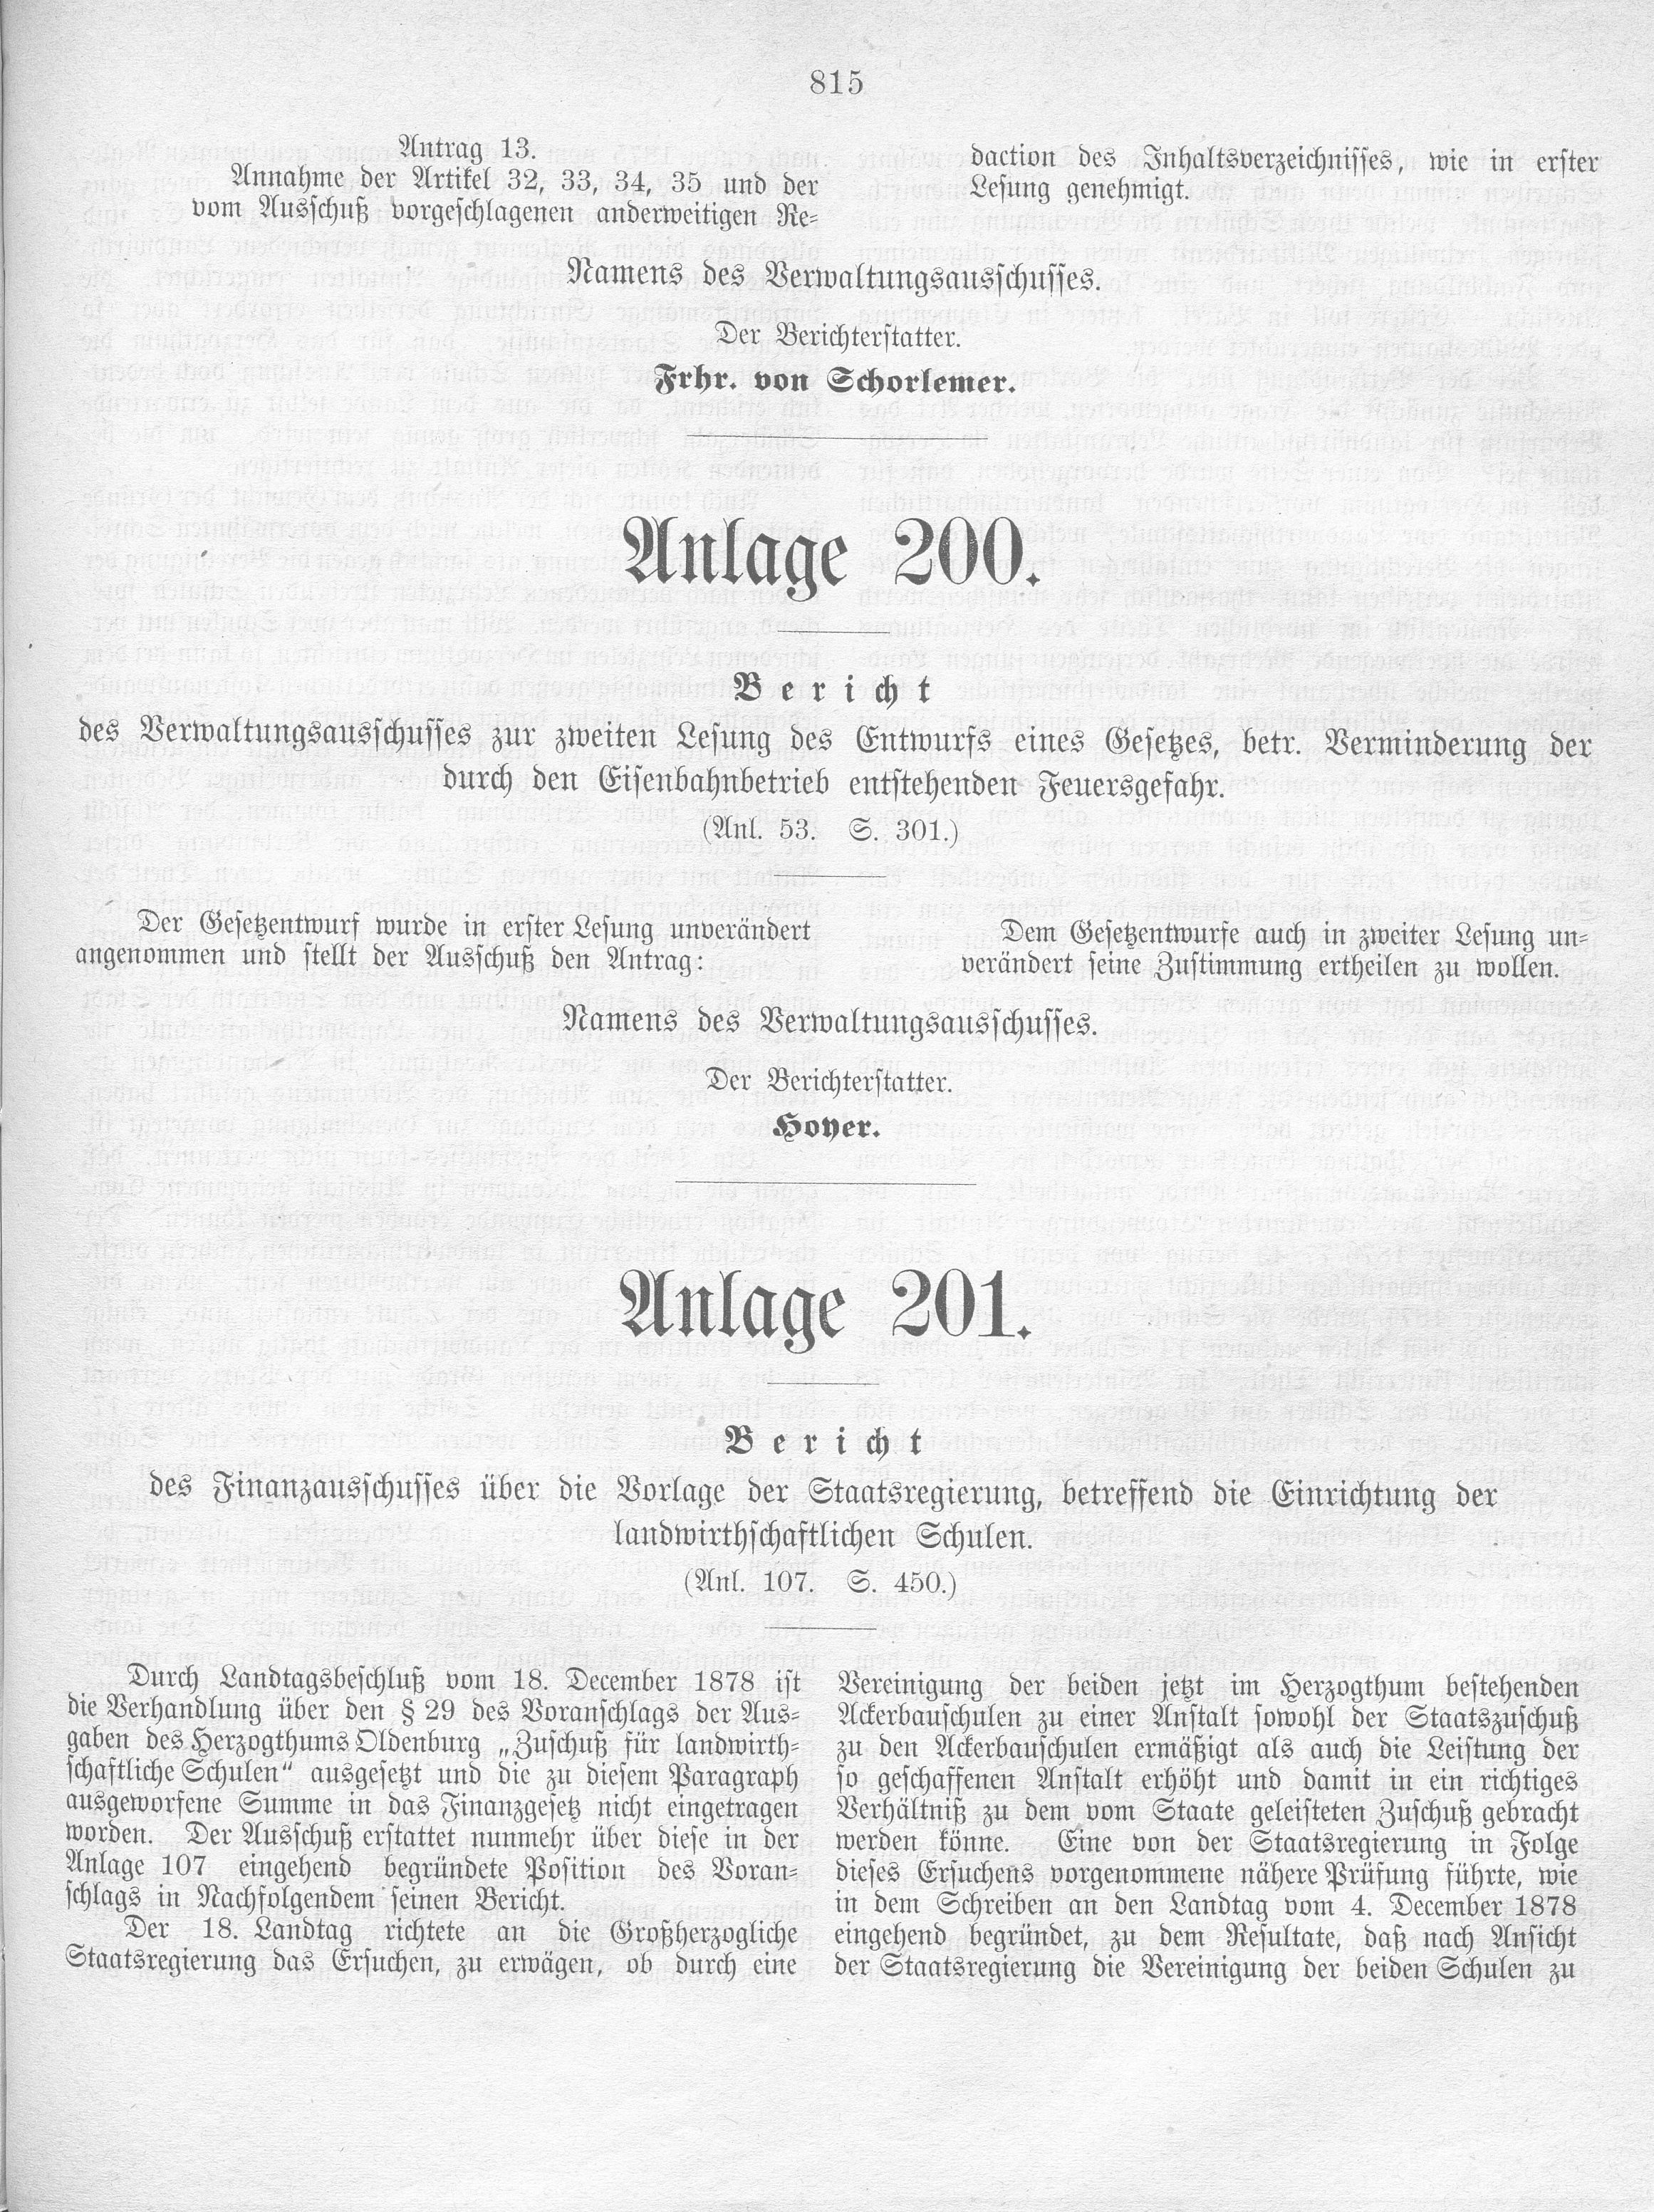 815
Antrag 13.
Annahme der Artikel 32, 33, 34, 35 und der
vom Ausschuß vorgeschlagenen anderweitigen Re-
daction des Inhaltsverzeichnisses, wie in erster
Lesung genehmigt.
Namens des Verwaltungsausschusses.
Der Berichterstatter.
Frhr. von Schorlemer.
Anlage 200.
Bericht
des Verwaltungsausschusses zur zweiten Lesung des Entwurfs eines Gesetzes, betr. Verminderung der
durch den Eisenbahnbetrieb entstehenden Feuersgefahr.
(Anl. 53. S. 301.)
Der Gesetzentwurf wurde in erster Lesung unverändert
angenommen und stellt der Ausschuß den Antrag:
Dem Gesetzentwurfe auch in zweiter Lesung un-
verändert seine Zustimmung ertheilen zu wollen.
Namens des Verwaltungsausschusses.
Der Berichterstatter.
Hoyer.
Anlage 201.
Bericht
des Finanzausschusses über die Vorlage der Staatsregierung, betreffend die Einrichtung der
landwirthschaftlichen Schulen.
(Anl. 107. S. 450.)
Durch Landtagsbeschluß vom 18. December 1878 ist
die Verhandlung über den § 29 des Voranschlags der Aus-
gaben des Herzogthums Oldenburg „Zuschuß für landwirth-
schaftliche Schulen“ ausgesetzt und die zu diesem Paragraph
ausgeworfene Summe in das Finanzgesetz nicht eingetragen
worden. Der Ausschuß erstattet nunmehr über diese in der
Anlage 107 eingehend begründete Position des Voran-
schlags in Nachfolgendem seinen Bericht.
Der 18. Landtag richtete an die Großherzogliche
Staatsregierung das Ersuchen, zu erwägen, ob durch eine
Vereinigung der beiden jetzt im Herzogthum bestehenden
Ackerbauschulen zu einer Anstalt sowohl der Staatszuschuß
zu den Ackerbauschulen ermäßigt als auch die Leistung der
so geschaffenen Anstalt erhöht und damit in ein richtiges
Verhältniß zu dem vom Staate geleisteten Zuschuß gebracht
werden könne. Eine von der Staatsregierung in Folge
dieses Ersuchens vorgenommene nähere Prüfung führte, wie
in dem Schreiben an den Landtag vom 4. December 1878
eingehend begründet, zu dem Resultate, daß nach Ansicht
der Staatsregierung die Vereinigung der beiden Schulen zu